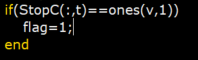 if(StopC(:,t)==ones(v,1))
flag=1;
end